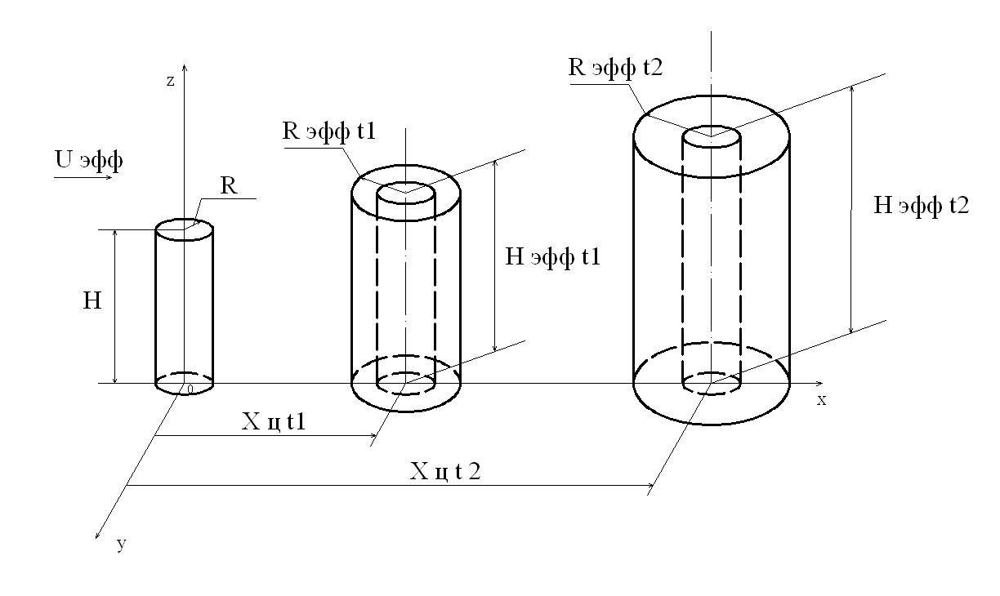 R эфф t2
z
R эфф t1
U эфф
R
H эфф t2
H эфф t1
H
0
x
X ц t1
X ц t 2
y